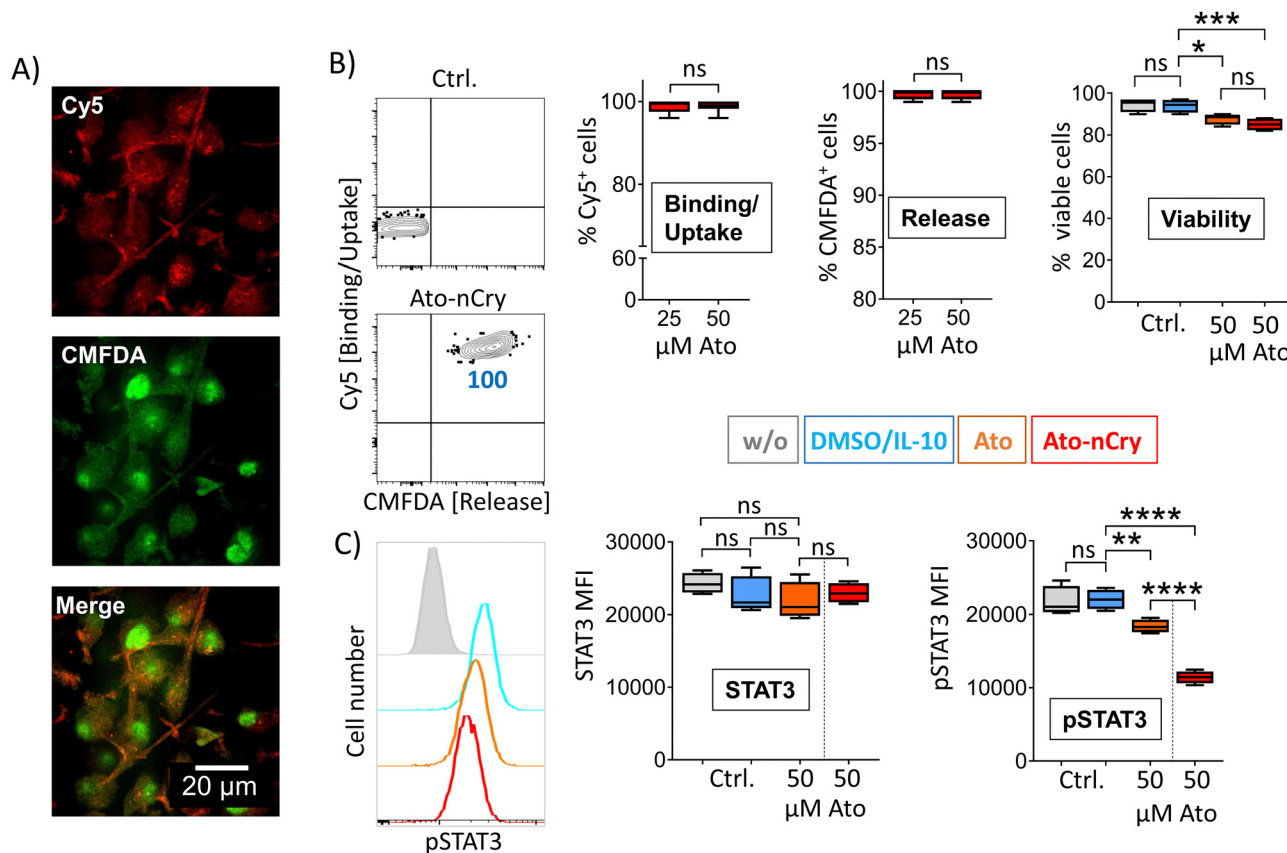 A)
Cy5
CMFDA
Merge
20 µm
B)
Ctrl.
Ato-nCry
100
Cy5 [Binding/Uptake]
CMFDA [Release]
ns
100
80
60
0
% Cy5⁺ cells
Binding/
Uptake
25 50
µM Ato
ns
100
95
90
85
80
% CMFDA⁺ cells
Release
25 50
µM Ato
***
*
ns
ns
100
80
60
40
20
0
% viable cells
Viability
Ctrl. 50 50
µM Ato
w/o DMSO/IL-10 Ato Ato-nCry
C)
Cell number
pSTAT3
ns
ns ns ns
30000
20000
10000
0
STAT3 MFI
STAT3
Ctrl. 50 50
µM Ato
****
**
ns
****
30000
20000
10000
0
pSTAT3 MFI
pSTAT3
Ctrl. 50 50
µM Ato